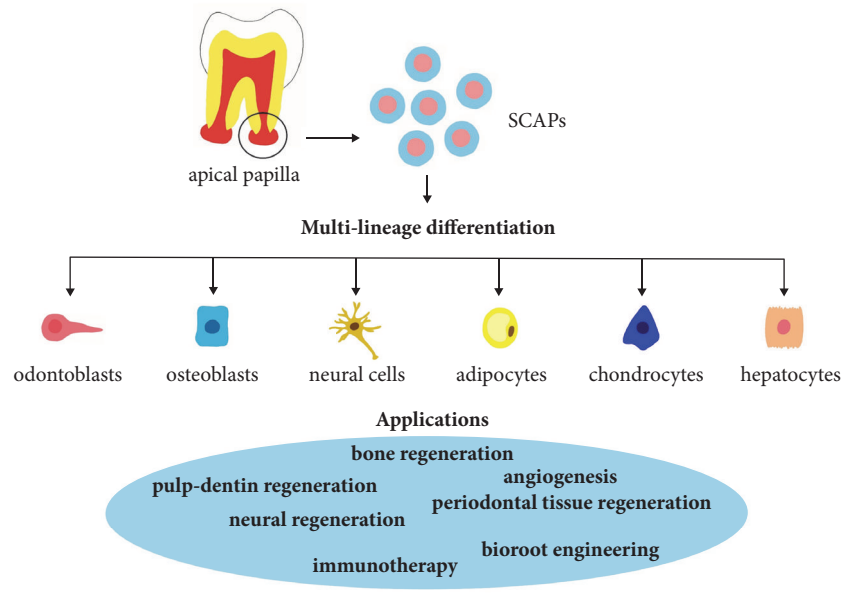 SCAPs
apical papilla
Multi-lineage differentiation
odontoblasts
osteoblasts
neural cells
adipocytes
chondrocytes
hepatocytes
Applications
bone regeneration
angiogenesis
pulp-dentin regeneration
periodontal tissue regeneration
neural regeneration
bioroot engineering
immunotherapy